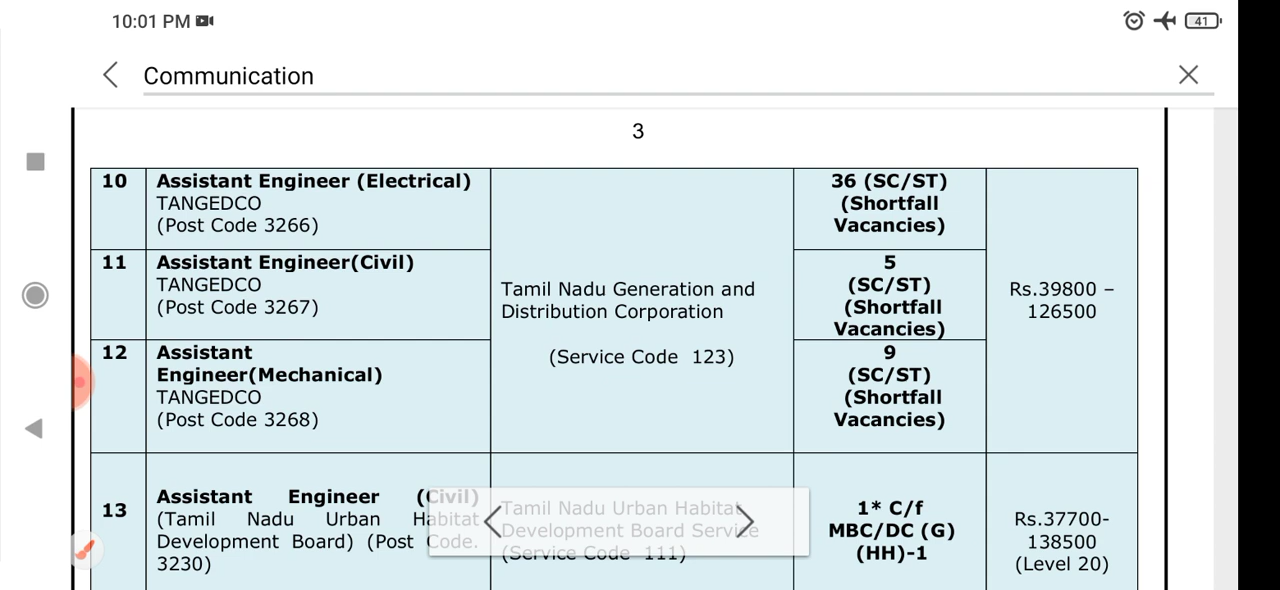 10:01 PM
41
Communication
3
10
Assistant Engineer (Electrical)
TANGEDCO
(Post Code 3266)
36 (SC/ST)
(Shortfall
Vacancies)
11
Assistant Engineer(Civil)
TANGEDCO
(Post Code 3267)
5
(SC/ST)
(Shortfall
Vacancies)
12
Assistant
Engineer(Mechanical)
TANGEDCO
(Post Code 3268)
9
(SC/ST)
(Shortfall
Vacancies)
Tamil Nadu Generation and
Distribution Corporation
(Service Code 123)
Rs.39800 –
126500
13
Assistant Engineer (Civil)
(Tamil Nadu Urban Habitat
Development Board) (Post Code.
3230)
Tamil Nadu Urban Habitat
Development Board Service
(Service Code 111)
1* C/f
MBC/DC (G)
(HH)-1
Rs.37700-
138500
(Level 20)